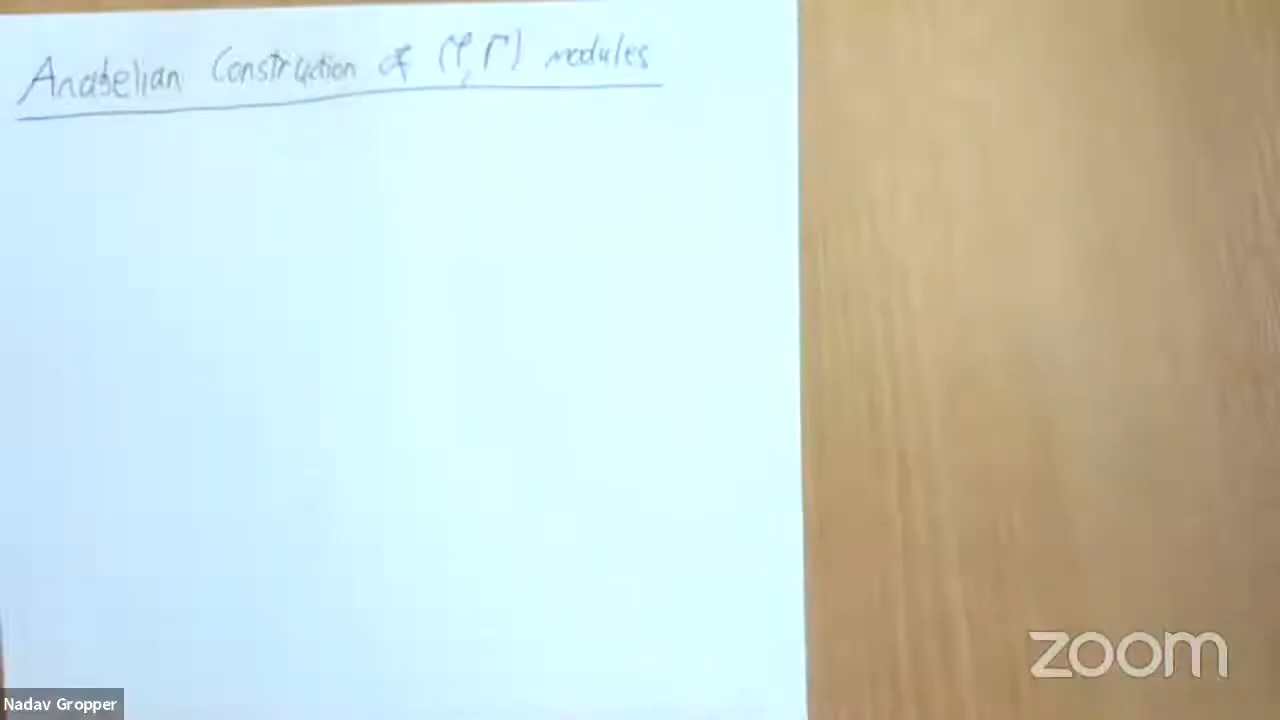 Anabelian Construction of (φ,Γ) modules
zoom
Nadav Gropper